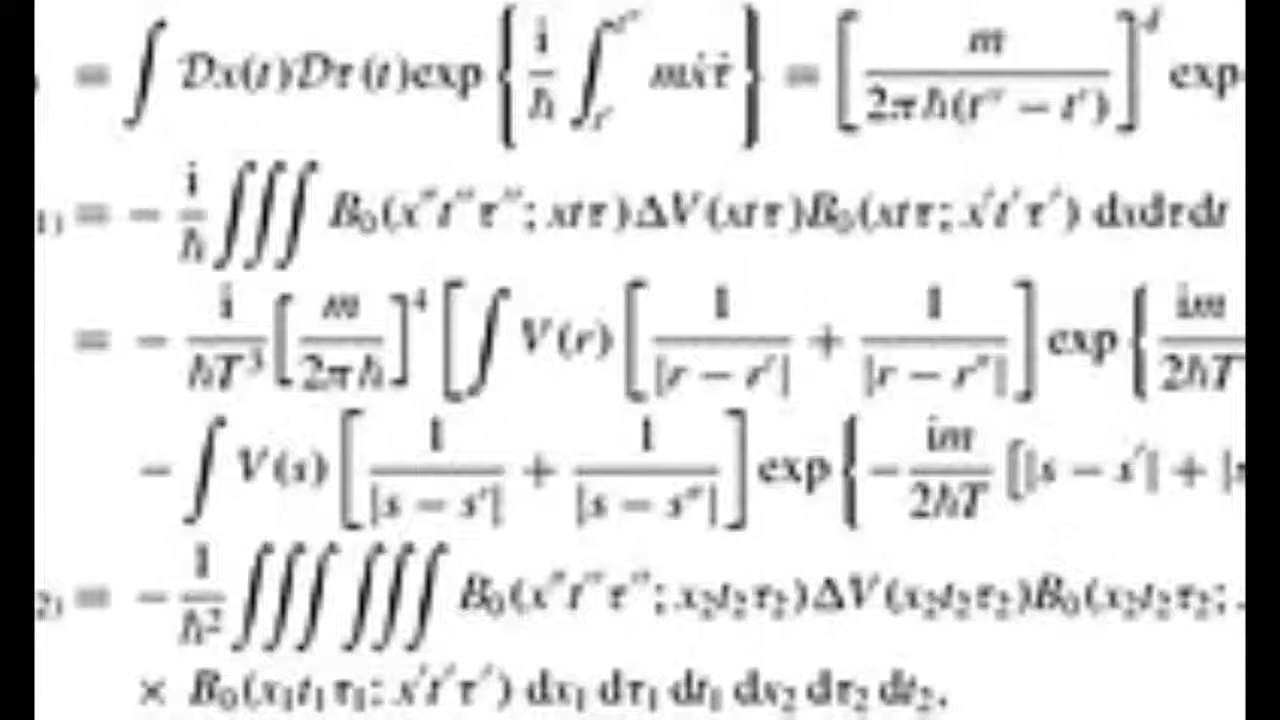 = ∫ Dx(t)Dτ(t)exp { i/ħ ∫_{t'}^{t''} mẋτ̇ } = [ m / 2πħ(t'' − t') ]^d exp
1) = − i/ħ ∭ B₀(x''t''τ''; xtτ)ΔV(xtτ)B₀(xtτ; x't'τ') dxdτdt
= − i/ħT³ [ m/2πħ ]⁴ [ ∫ V(r) [ 1/|r − r'| + 1/|r − r''| ] exp { im/2ħT
− ∫ V(s) [ 1/|s − s'| + 1/|s − s''| ] exp { − im/2ħT [|s − s'| + |s
2) = − 1/ħ² ∭ ∭ B₀(x''t''τ''; x₂t₂τ₂)ΔV(x₂t₂τ₂)B₀(x₂t₂τ₂;
× B₀(x₁t₁τ₁; x't'τ') dx₁ dτ₁ dt₁ dx₂ dτ₂ dt₂.